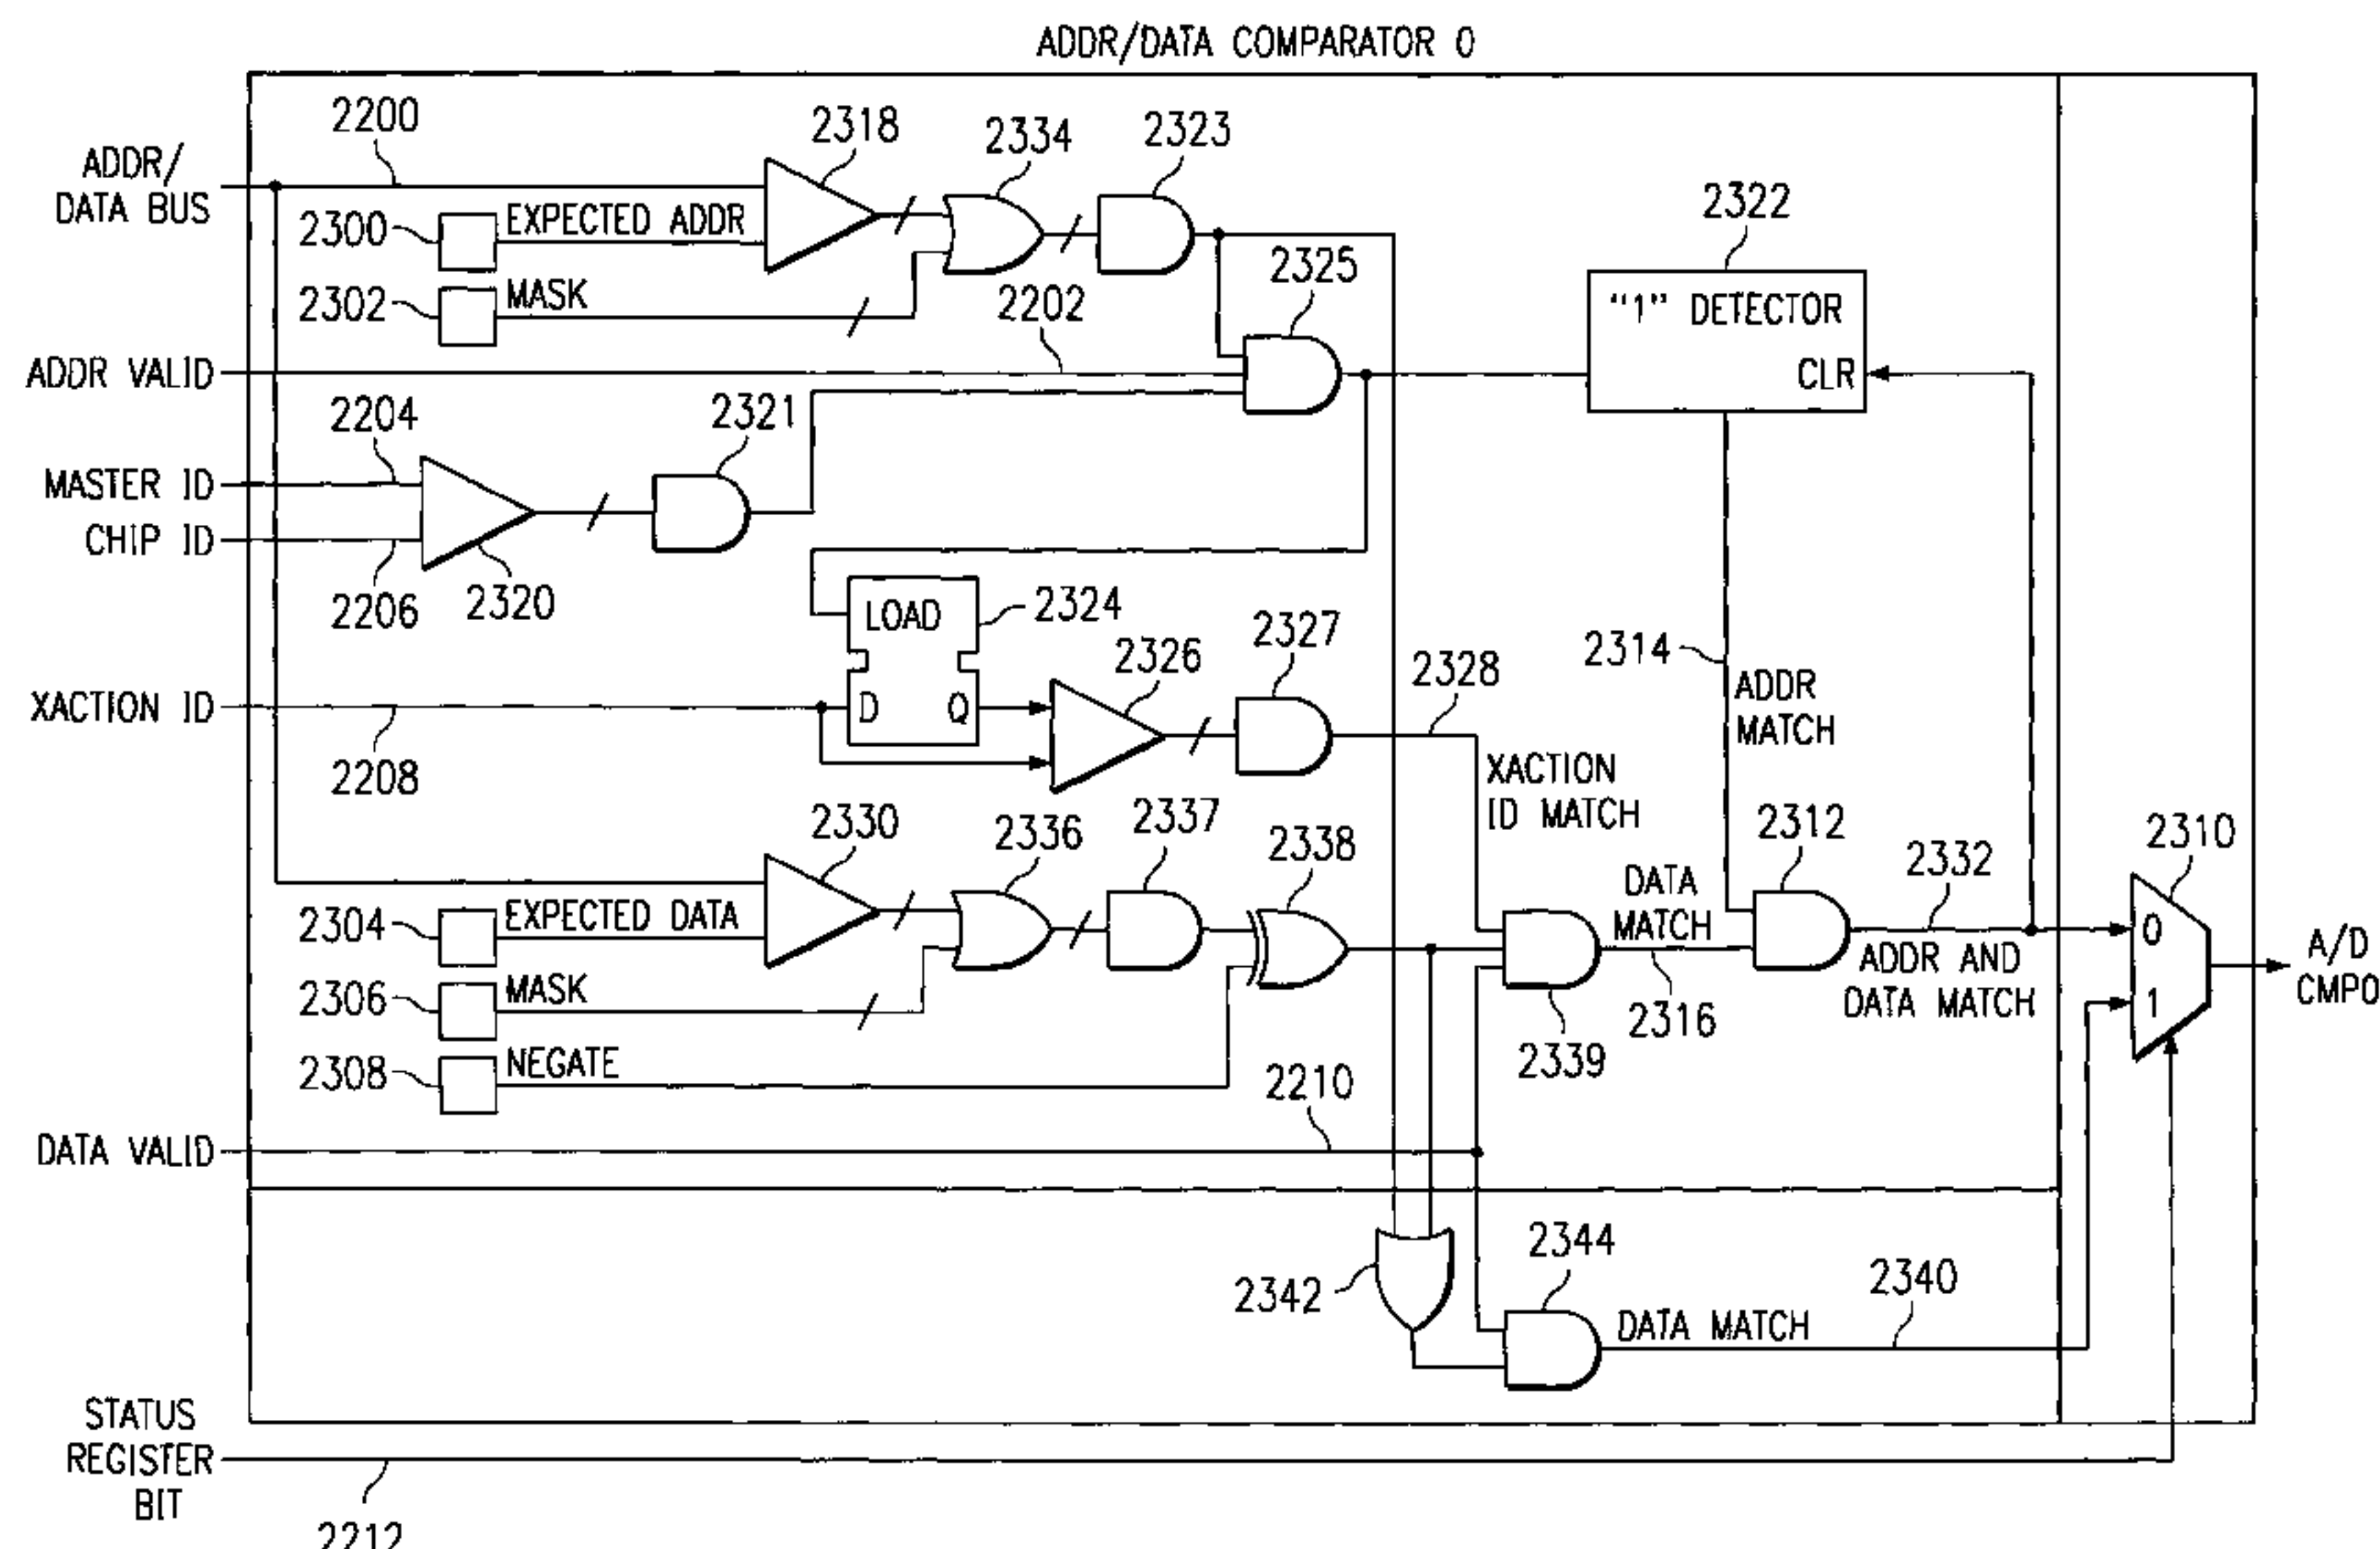 ADDR/DATA COMPARATOR 0
2200
2318
2334
2323
ADDR/
DATA BUS
2300
EXPECTED ADDR
2322
2325
2302
MASK
2202
"1" DETECTOR
ADDR VALID
CLR
2204
2321
MASTER ID
CHIP ID
2206
2320
LOAD
2324
2326
2327
2328
2314
ADDR
MATCH
XACTION ID
D
Q
2208
XACTION
ID MATCH
2330
2336
2337
2338
2312
2310
2332
DATA
MATCH
2304
EXPECTED DATA
0
A/D
CMP0
ADDR AND
DATA MATCH
2306
MASK
1
2316
2339
2308
NEGATE
2210
DATA VALID
2344
2342
2340
DATA MATCH
STATUS
REGISTER
BIT
2212